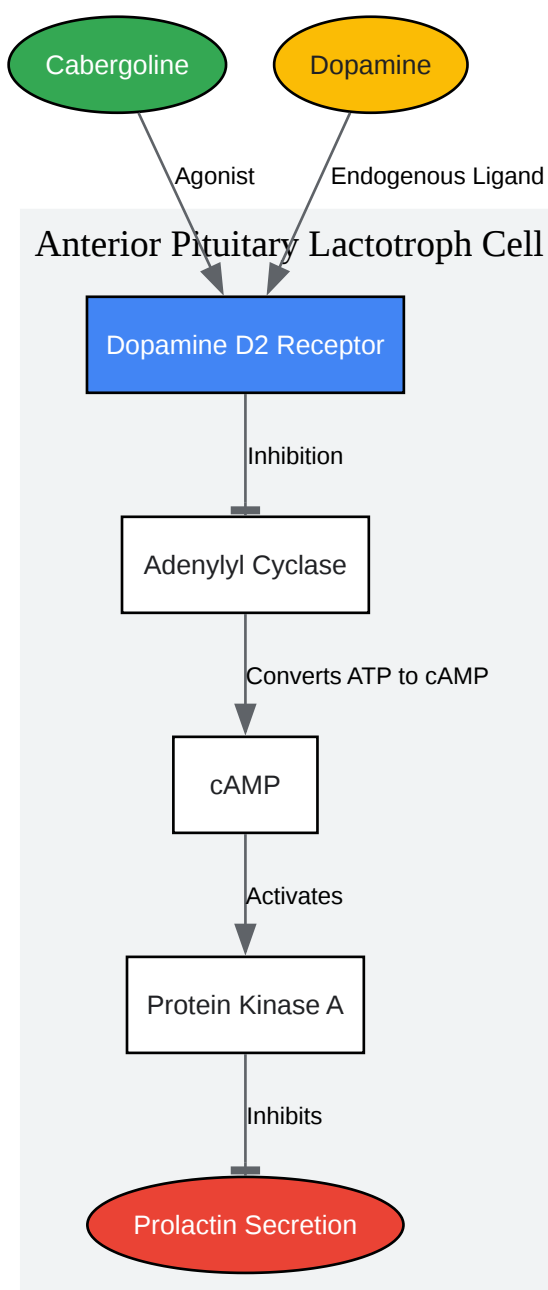 Cabergoline
Dopamine
Agonist
Endogenous Ligand
Anterior Pituitary Lactotroph Cell
Dopamine D2 Receptor
Inhibition
Adenylyl Cyclase
Converts ATP to cAMP
cAMP
Activates
Protein Kinase A
Inhibits
Prolactin Secretion